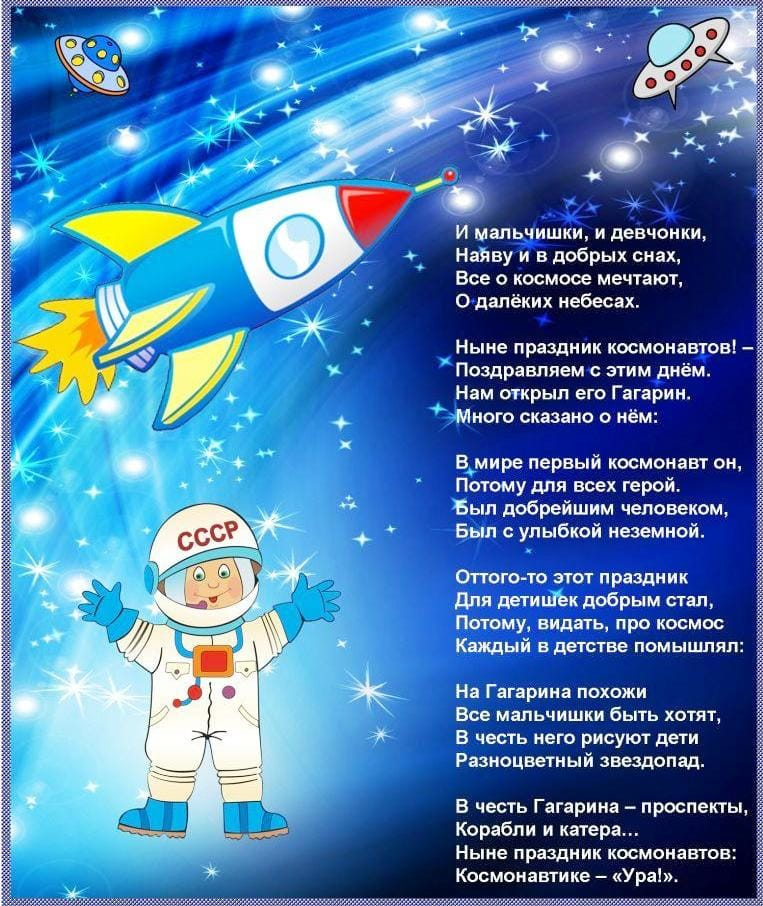 И мальчишки, и девчонки,
Наяву и в добрых снах,
Все о космосе мечтают,
О далёких небесах.

Ныне праздник космонавтов! –
Поздравляем с этим днём.
Нам открыл его Гагарин.
Много сказано о нём:

В мире первый космонавт он,
Потому для всех герой.
Был добрейшим человеком,
Был с улыбкой неземной.

Оттого-то этот праздник
Для детишек добрым стал,
Потому, видать, про космос
Каждый в детстве помышлял:

На Гагарина похожи
Все мальчишки быть хотят,
В честь него рисуют дети
Разноцветный звездопад.

В честь Гагарина – проспекты,
Корабли и катера...
Ныне праздник космонавтов:
Космонавтике – «Ура!».

СССР